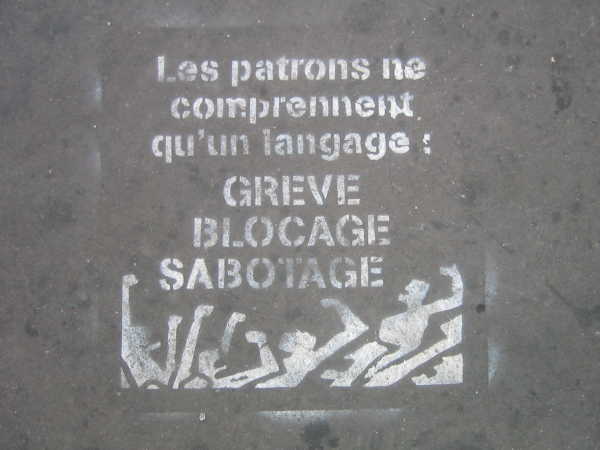 Les patrons ne
comprennent
qu'un langage :
GREVE
BLOCAGE
SABOTAGE